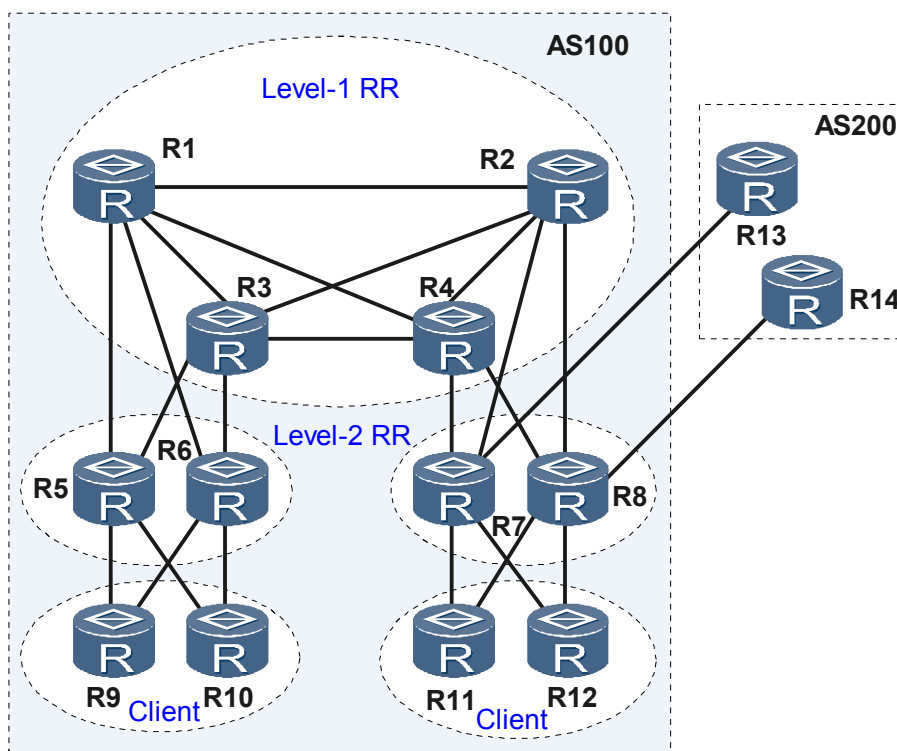 AS100
Level-1 RR
AS200
R1
R2
R
R
R
R13
R3
R4
R
R14
R
R
Level-2 RR
R6
R5
R
R
R
R
R8
R7
R
R
R
R
R9
R10
R11
R12
Client
Client